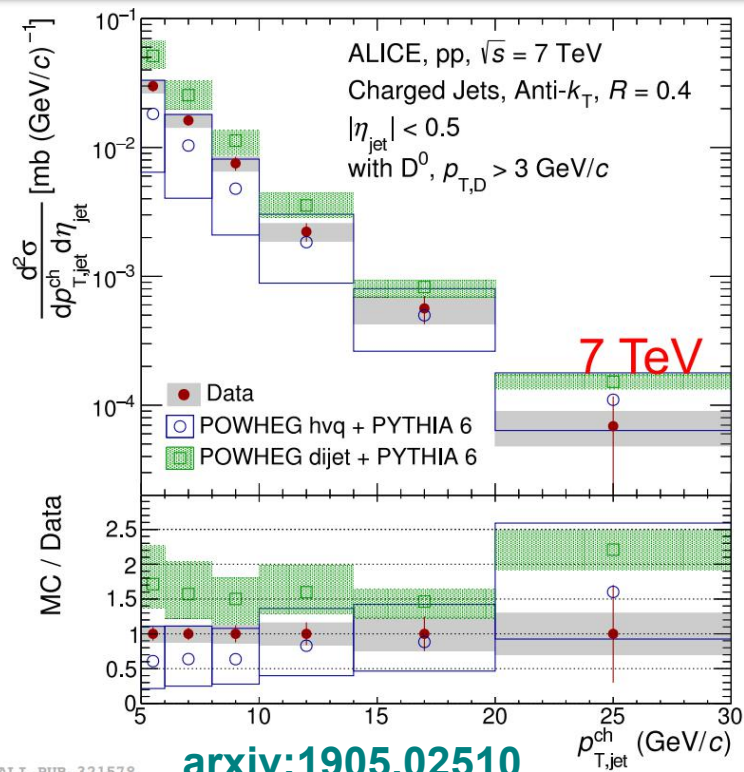 10⁻¹
10⁻²
10⁻³
10⁻⁴
d²σ
dp^ch_T,jet dη_jet
[mb (GeV/c)⁻¹]
ALICE, pp, √s = 7 TeV
Charged Jets, Anti-k_T, R = 0.4
|η_jet| < 0.5
with D⁰, p_T,D > 3 GeV/c
7 TeV
Data
POWHEG hvq + PYTHIA 6
POWHEG dijet + PYTHIA 6
MC / Data
2.5
2
1.5
1
0.5
0
5 10 15 20 25 30
p^ch_T,jet (GeV/c)
arxiv:1905.02510